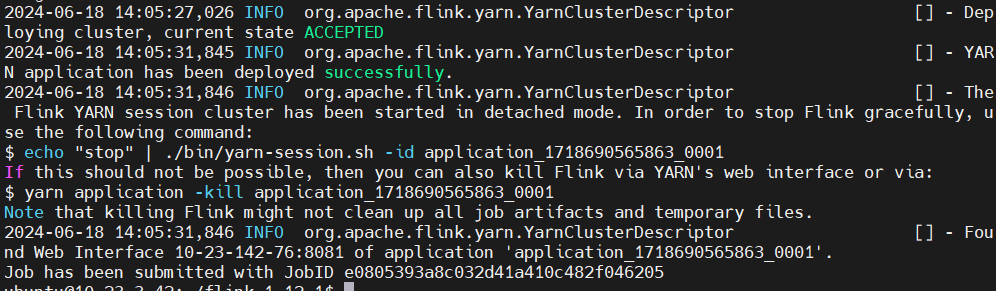 2024-06-18 14:05:27,026 INFO  org.apache.flink.yarn.YarnClusterDescriptor                  [] - Dep
loying cluster, current state ACCEPTED
2024-06-18 14:05:31,845 INFO  org.apache.flink.yarn.YarnClusterDescriptor                  [] - YAR
N application has been deployed successfully.
2024-06-18 14:05:31,846 INFO  org.apache.flink.yarn.YarnClusterDescriptor                  [] - The
 Flink YARN session cluster has been started in detached mode. In order to stop Flink gracefully, u
se the following command:
$ echo "stop" | ./bin/yarn-session.sh -id application_1718690565863_0001
If this should not be possible, then you can also kill Flink via YARN's web interface or via:
$ yarn application -kill application_1718690565863_0001
Note that killing Flink might not clean up all job artifacts and temporary files.
2024-06-18 14:05:31,846 INFO  org.apache.flink.yarn.YarnClusterDescriptor                  [] - Fou
nd Web Interface 10-23-142-76:8081 of application 'application_1718690565863_0001'.
Job has been submitted with JobID e0805393a8c032d41a410c482f046205